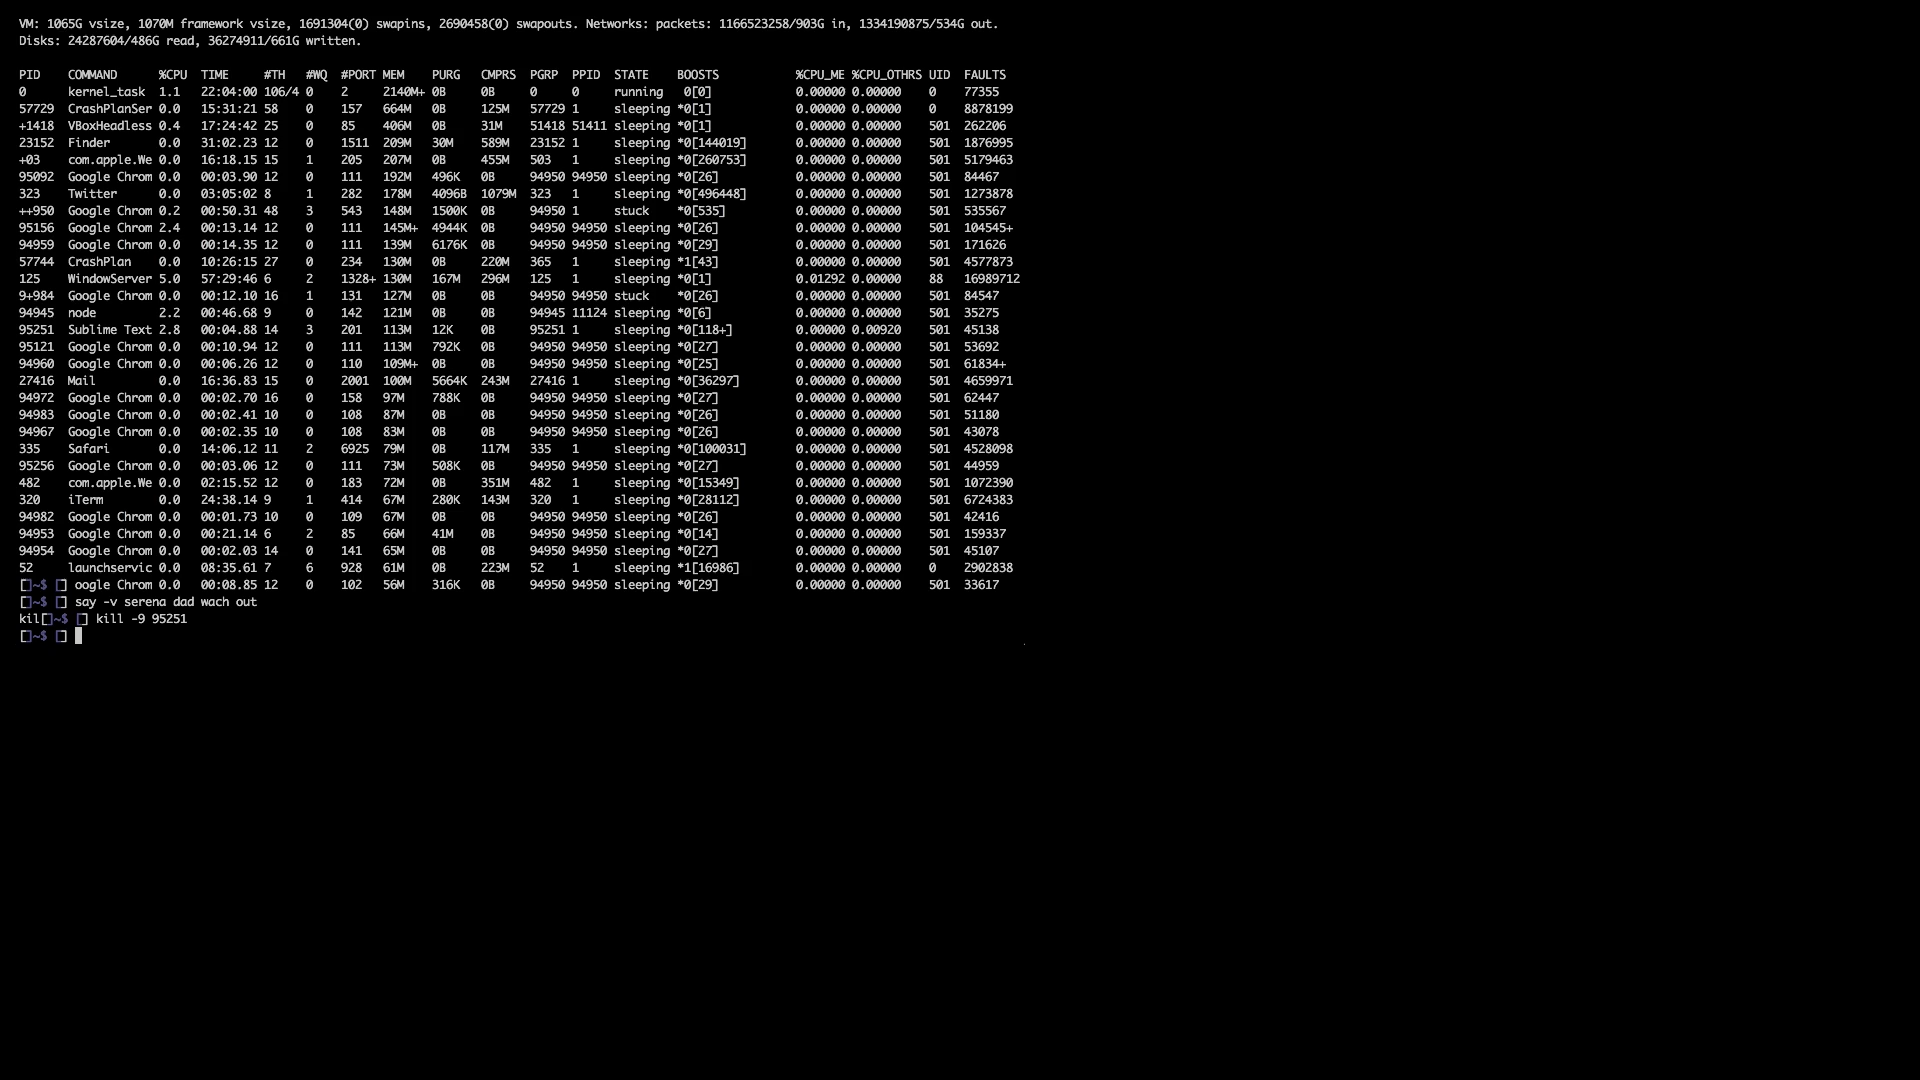 VM: 1065G vsize, 1070M framework vsize, 1691304(0) swapins, 2690458(0) swapouts. Networks: packets: 1166523258/903G in, 1334190875/534G out.
Disks: 24287604/486G read, 36274911/661G written.
PID COMMAND %CPU TIME #TH #WQ #PORT MEM PURG CMPRS PGRP PPID STATE BOOSTS %CPU_ME %CPU_OTHRS UID FAULTS
0 kernel_task 1.1 22:04:00 106/4 0 2 2140M+ 0B 0B 0 0 running 0[0] 0.00000 0.00000 0 77355
57729 CrashPlanSer 0.0 15:31:21 58 0 157 664M 0B 125M 57729 1 sleeping *0[1] 0.00000 0.00000 0 8878199
+1418 VBoxHeadless 0.4 17:24:42 25 0 85 406M 0B 31M 51418 51411 sleeping *0[1] 0.00000 0.00000 501 262206
23152 Finder 0.0 31:02.23 12 0 1511 209M 30M 589M 23152 1 sleeping *0[144019] 0.00000 0.00000 501 1876995
+03 com.apple.We 0.0 16:18.15 15 1 205 207M 0B 455M 503 1 sleeping *0[260753] 0.00000 0.00000 501 5179463
95092 Google Chrom 0.0 00:03.90 12 0 111 192M 496K 0B 94950 94950 sleeping *0[26] 0.00000 0.00000 501 84467
323 Twitter 0.0 03:05:02 8 1 282 178M 4096B 1079M 323 1 sleeping *0[496448] 0.00000 0.00000 501 1273878
++950 Google Chrom 0.2 00:50.31 48 3 543 148M 1500K 0B 94950 1 stuck *0[535] 0.00000 0.00000 501 535567
95156 Google Chrom 2.4 00:13.14 12 0 111 145M+ 4944K 0B 94950 94950 sleeping *0[26] 0.00000 0.00000 501 104545+
94959 Google Chrom 0.0 00:14.35 12 0 111 139M 6176K 0B 94950 94950 sleeping *0[29] 0.00000 0.00000 501 171626
57744 CrashPlan 0.0 10:26:15 27 0 234 130M 0B 220M 365 1 sleeping *1[43] 0.00000 0.00000 501 4577873
125 WindowServer 5.0 57:29:46 6 2 1328+ 130M 167M 296M 125 1 sleeping *0[1] 0.01292 0.00000 88 16989712
9+984 Google Chrom 0.0 00:12.10 16 1 131 127M 0B 0B 94950 94950 stuck *0[26] 0.00000 0.00000 501 84547
94945 node 2.2 00:46.68 9 0 142 121M 0B 0B 94945 11124 sleeping *0[6] 0.00000 0.00000 501 35275
95251 Sublime Text 2.8 00:04.88 14 3 201 113M 12K 0B 95251 1 sleeping *0[118+] 0.00000 0.00920 501 45138
95121 Google Chrom 0.0 00:10.94 12 0 111 113M 792K 0B 94950 94950 sleeping *0[27] 0.00000 0.00000 501 53692
94960 Google Chrom 0.0 00:06.26 12 0 110 109M+ 0B 0B 94950 94950 sleeping *0[25] 0.00000 0.00000 501 61834+
27416 Mail 0.0 16:36.83 15 0 2001 100M 5664K 243M 27416 1 sleeping *0[36297] 0.00000 0.00000 501 4659971
94972 Google Chrom 0.0 00:02.70 16 0 158 97M 788K 0B 94950 94950 sleeping *0[27] 0.00000 0.00000 501 62447
94983 Google Chrom 0.0 00:02.41 10 0 108 87M 0B 0B 94950 94950 sleeping *0[26] 0.00000 0.00000 501 51180
94967 Google Chrom 0.0 00:02.35 10 0 108 83M 0B 0B 94950 94950 sleeping *0[26] 0.00000 0.00000 501 43078
335 Safari 0.0 14:06.12 11 2 6925 79M 0B 117M 335 1 sleeping *0[100031] 0.00000 0.00000 501 4528098
95256 Google Chrom 0.0 00:03.06 12 0 111 73M 508K 0B 94950 94950 sleeping *0[27] 0.00000 0.00000 501 44959
482 com.apple.We 0.0 02:15.52 12 0 183 72M 0B 351M 482 1 sleeping *0[15349] 0.00000 0.00000 501 1072390
320 iTerm 0.0 24:38.14 9 1 414 67M 280K 143M 320 1 sleeping *0[28112] 0.00000 0.00000 501 6724383
94982 Google Chrom 0.0 00:01.73 10 0 109 67M 0B 0B 94950 94950 sleeping *0[26] 0.00000 0.00000 501 42416
94953 Google Chrom 0.0 00:21.14 6 2 85 66M 41M 0B 94950 94950 sleeping *0[14] 0.00000 0.00000 501 159337
94954 Google Chrom 0.0 00:02.03 14 0 141 65M 0B 0B 94950 94950 sleeping *0[27] 0.00000 0.00000 501 45107
52 launchservic 0.0 08:35.61 7 6 928 61M 0B 223M 52 1 sleeping *1[16986] 0.00000 0.00000 0 2902838
[]~$ [] oogle Chrom 0.0 00:08.85 12 0 102 56M 316K 0B 94950 94950 sleeping *0[29] 0.00000 0.00000 501 33617
[]~$ [] say -v serena dad wach out
kil[]~$ [] kill -9 95251
[]~$ []